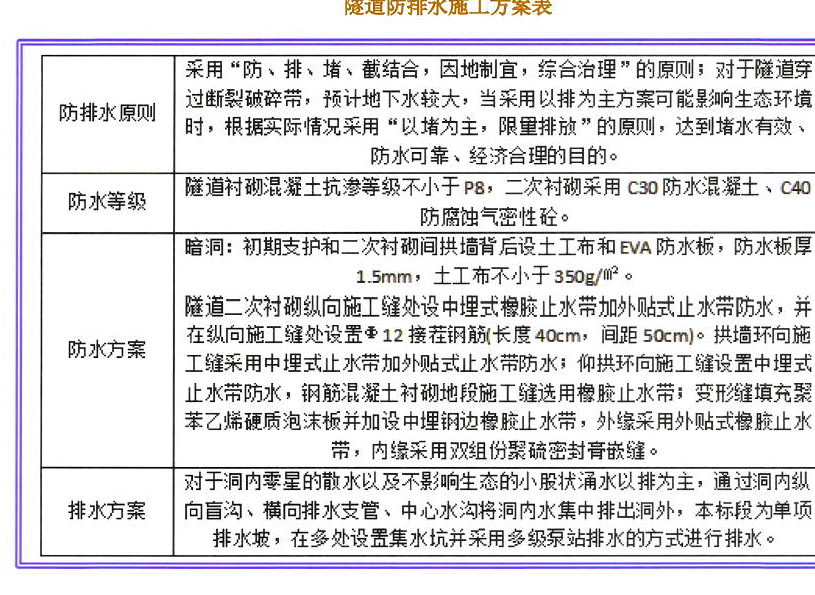 隧道防排水施工方案表
防排水原则
采用“防、排、堵、截结合，因地制宜，综合治理”的原则；对于隧道穿
过断裂破碎带，预计地下水较大，当采用以排为主方案可能影响生态环境
时，根据实际情况采用“以堵为主，限量排放”的原则，达到堵水有效、
防水可靠、经济合理的目的。
防水等级
隧道衬砌混凝土抗渗等级不小于P8，二次衬砌采用C30防水混凝土、C40
防腐蚀气密性砼。
防水方案
暗洞：初期支护和二次衬砌间拱墙背后设土工布和EVA防水板，防水板厚
1.5mm，土工布不小于350g/㎡。
隧道二次衬砌纵向施工缝处设中埋式橡胶止水带加外贴式止水带防水，并
在纵向施工缝处设置Φ12接茬钢筋(长度40cm，间距50cm)。拱墙环向施
工缝采用中埋式止水带加外贴式止水带防水；仰拱环向施工缝设置中埋式
止水带防水，钢筋混凝土衬砌地段施工缝选用橡胶止水带；变形缝填充聚
苯乙烯硬质泡沫板并加设中埋钢边橡胶止水带，外缘采用外贴式橡胶止水
带，内缘采用双组份聚硫密封膏嵌缝。
排水方案
对于洞内零星的散水以及不影响生态的小股状涌水以排为主，通过洞内纵
向盲沟、横向排水支管、中心水沟将洞内水集中排出洞外，本标段为单项
排水坡，在多处设置集水坑并采用多级泵站排水的方式进行排水。